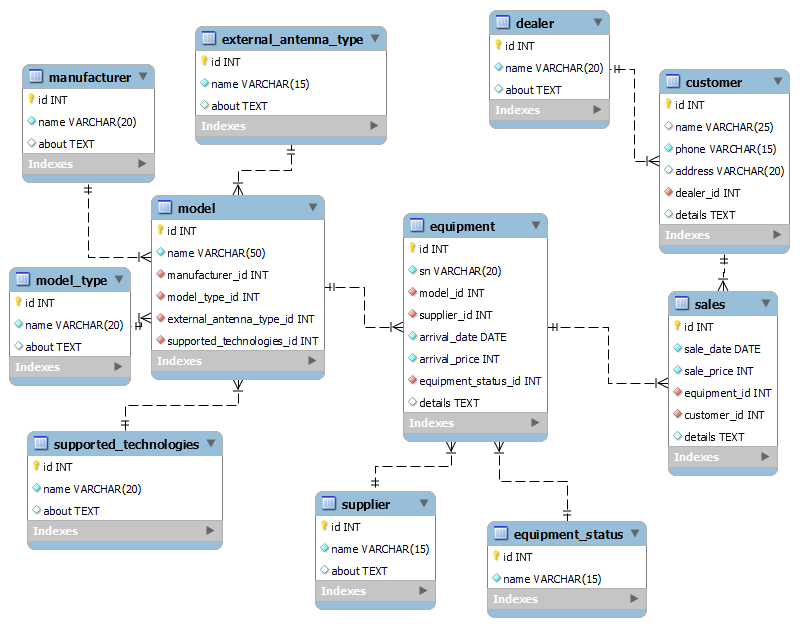 external_antenna_type
id INT
name VARCHAR(15)
about TEXT
Indexes
dealer
id INT
name VARCHAR(20)
about TEXT
Indexes
manufacturer
id INT
name VARCHAR(20)
about TEXT
Indexes
customer
id INT
name VARCHAR(25)
phone VARCHAR(15)
address VARCHAR(20)
dealer_id INT
details TEXT
Indexes
model
id INT
name VARCHAR(50)
manufacturer_id INT
model_type_id INT
external_antenna_type_id INT
supported_technologies_id INT
Indexes
equipment
id INT
sn VARCHAR(20)
model_id INT
supplier_id INT
arrival_date DATE
arrival_price INT
equipment_status_id INT
details TEXT
Indexes
model_type
id INT
name VARCHAR(20)
about TEXT
Indexes
sales
id INT
sale_date DATE
sale_price INT
equipment_id INT
customer_id INT
details TEXT
Indexes
supported_technologies
id INT
name VARCHAR(20)
about TEXT
Indexes
supplier
id INT
name VARCHAR(15)
about TEXT
Indexes
equipment_status
id INT
name VARCHAR(15)
Indexes